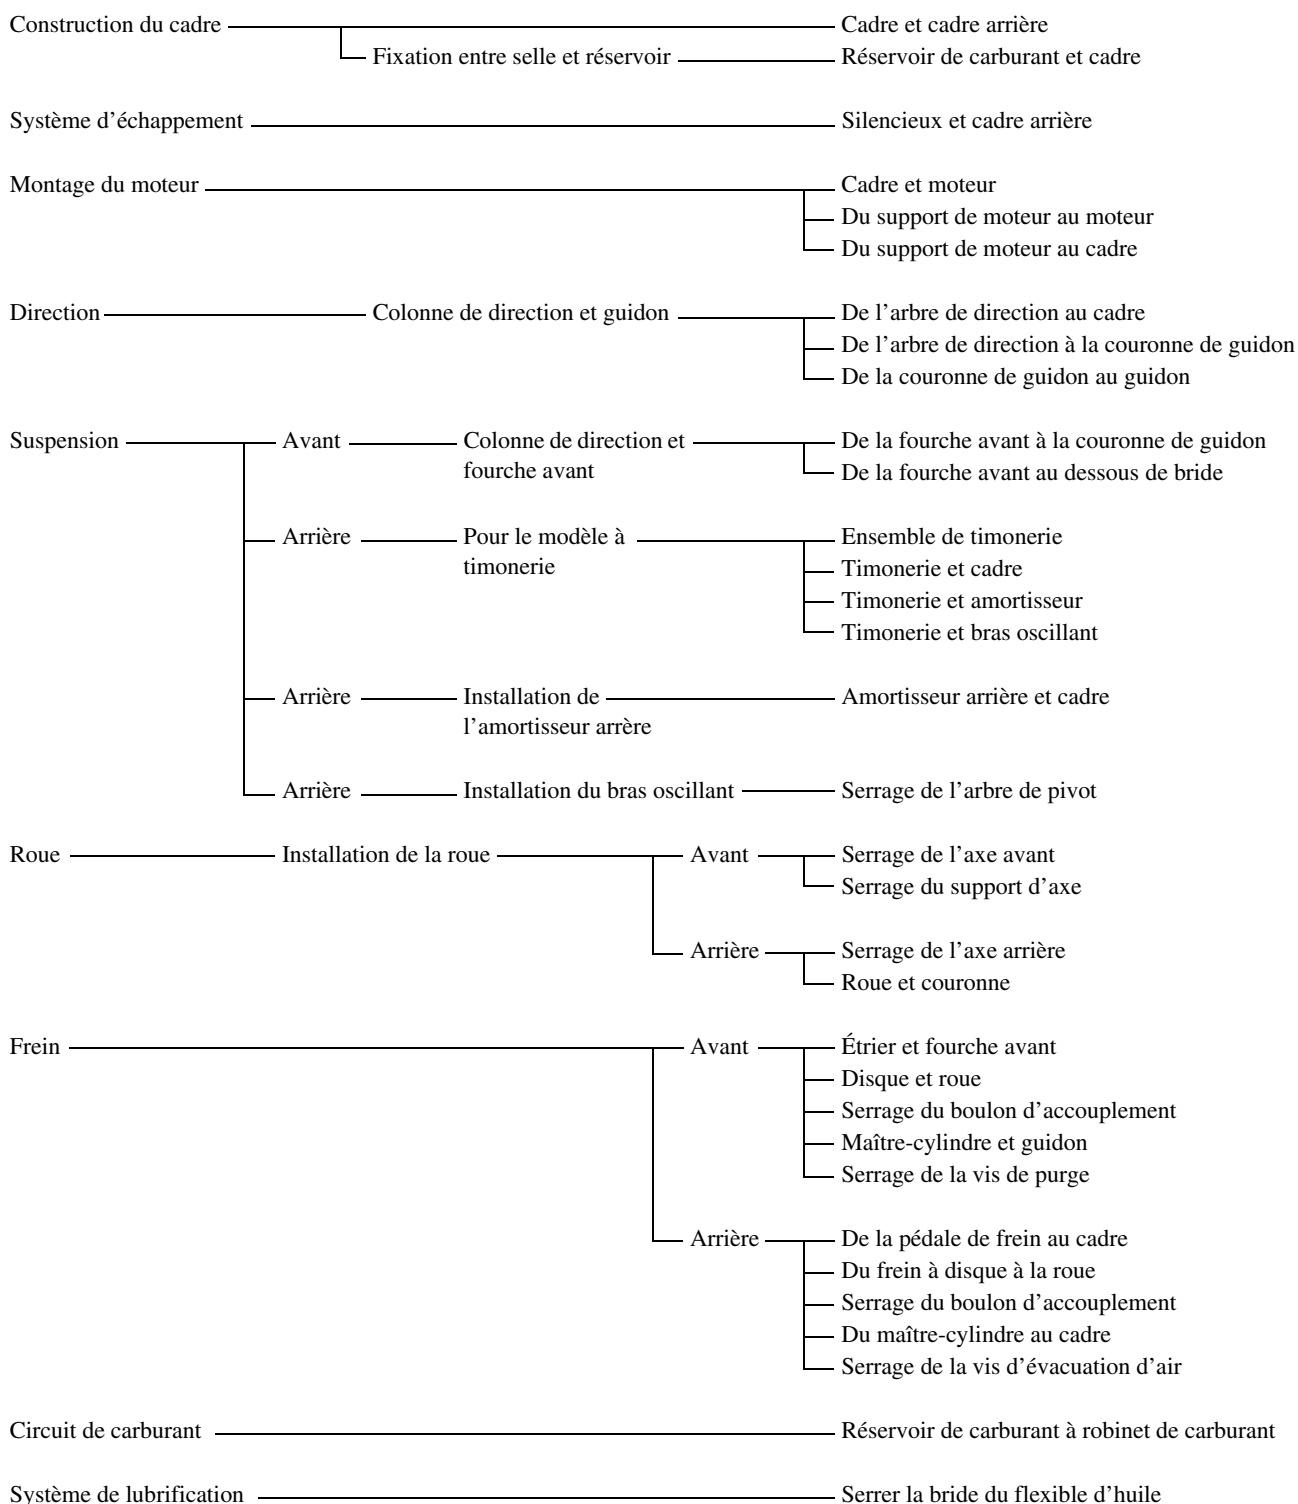 Construction du cadre Cadre et cadre arrière
Fixation entre selle et réservoir Réservoir de carburant et cadre
Système d’échappement Silencieux et cadre arrière
Montage du moteur Cadre et moteur
Du support de moteur au moteur
Du support de moteur au cadre
Direction Colonne de direction et guidon De l’arbre de direction au cadre
De l’arbre de direction à la couronne de guidon
De la couronne de guidon au guidon
Suspension Avant Colonne de direction et De la fourche avant à la couronne de guidon
fourche avant De la fourche avant au dessous de bride
Arrière Pour le modèle à Ensemble de timonerie
timonerie Timonerie et cadre
Timonerie et amortisseur
Timonerie et bras oscillant
Arrière Installation de Amortisseur arrière et cadre
l’amortisseur arrère
Arrière Installation du bras oscillant Serrage de l’arbre de pivot
Roue Installation de la roue Avant Serrage de l’axe avant
Serrage du support d’axe
Arrière Serrage de l’axe arrière
Roue et couronne
Frein Avant Étrier et fourche avant
Disque et roue
Serrage du boulon d’accouplement
Maître-cylindre et guidon
Serrage de la vis de purge
Arrière De la pédale de frein au cadre
Du frein à disque à la roue
Serrage du boulon d’accouplement
Du maître-cylindre au cadre
Serrage de la vis d’évacuation d’air
Circuit de carburant Réservoir de carburant à robinet de carburant
Système de lubrification Serrer la bride du flexible d’huile